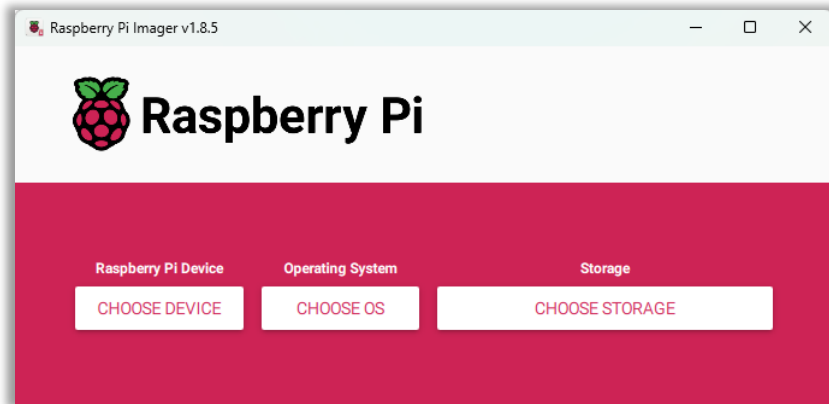 Raspberry Pi Imager v1.8.5
Raspberry Pi
Raspberry Pi Device Operating System Storage
CHOOSE DEVICE CHOOSE OS CHOOSE STORAGE